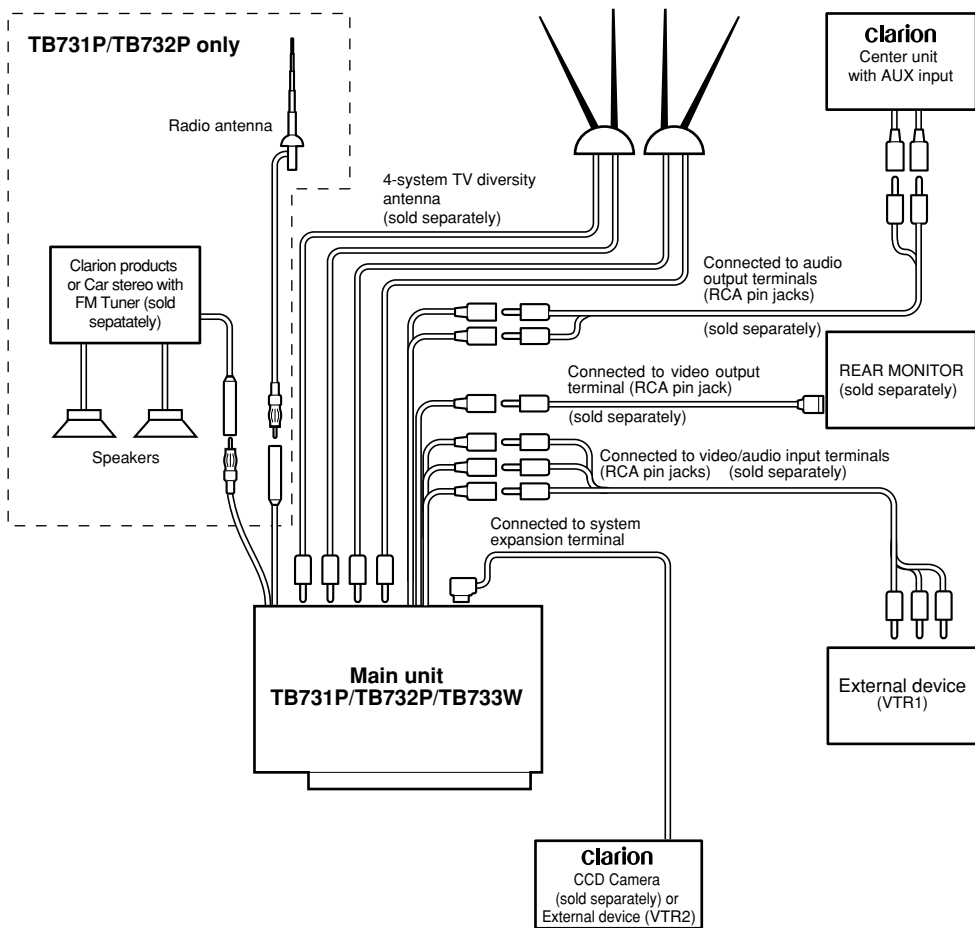 TB731P/TB732P only
Radio antenna
Clarion products
or Car stereo with
FM Tuner (sold
sepatately)
Speakers
4-system TV diversity
antenna
(sold separately)
clarion
Center unit
with AUX input
Connected to audio
output terminals
(RCA pin jacks)
(sold separately)
Connected to video output
terminal (RCA pin jack)
(sold separately)
REAR MONITOR
(sold separately)
Connected to video/audio input terminals
(RCA pin jacks) (sold separately)
Connected to system
expansion terminal
Main unit
TB731P/TB732P/TB733W
External device
(VTR1)
clarion
CCD Camera
(sold separately) or
External device (VTR2)